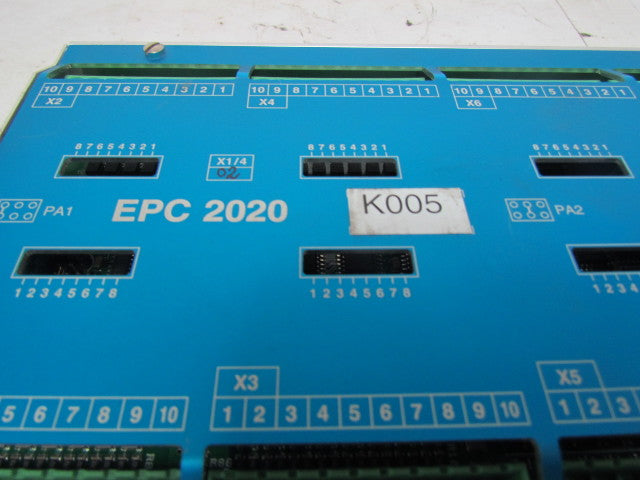 10 9 8 7 6 5 4 3 2 1
X2
10 9 8 7 6 5 4 3 2 1
X4
10 9 8 7 6 5 4 3 2 1
X6
8 7 6 5 4 3 2 1
8 7 6 5 4 3 2 1
8 7 6 5 4 3 2 1
X1/4
02
PA1
EPC 2020
K005
PA2
1 2 3 4 5 6 7 8
1 2 3 4 5 6 7 8
1 2 3 4
X3
X5
5 6 7 8 9 10
1 2 3 4 5 6 7 8 9 10
1 2 3